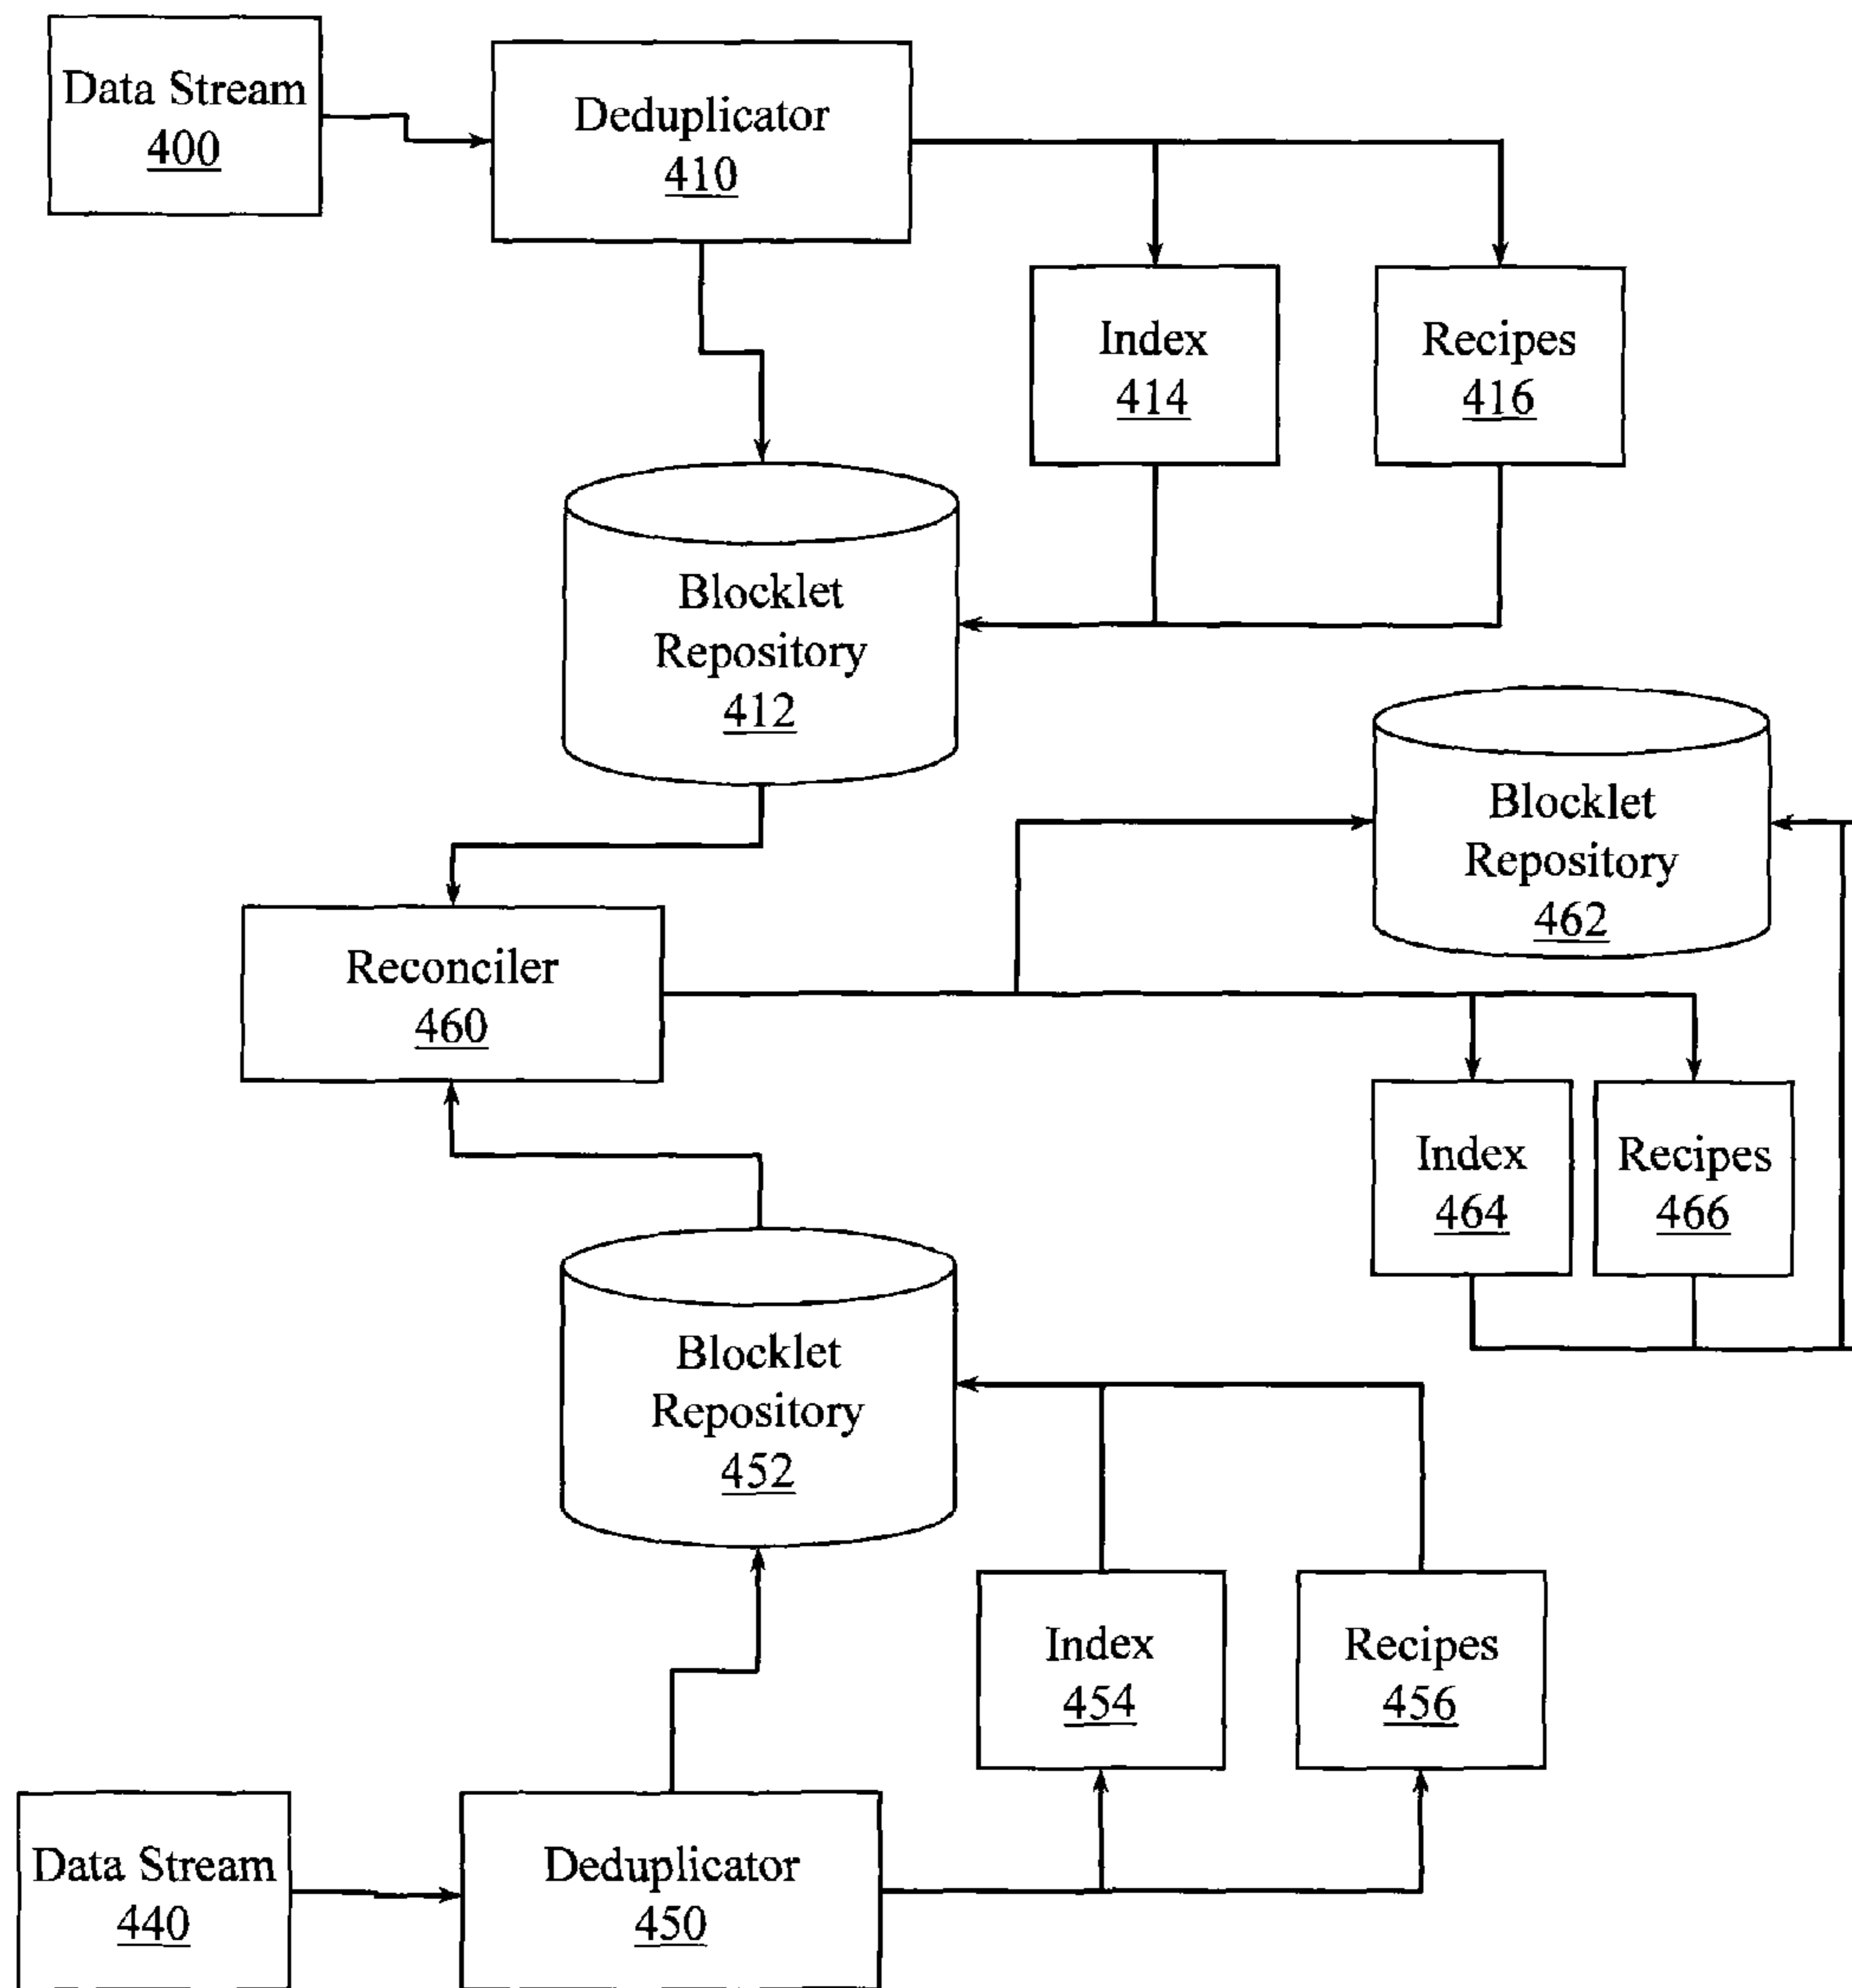 Data Stream
400
Deduplicator
410
Index
414
Recipes
416
Blocklet
Repository
412
Blocklet
Repository
462
Reconciler
460
Index
464
Recipes
466
Blocklet
Repository
452
Index
454
Recipes
456
Data Stream
440
Deduplicator
450